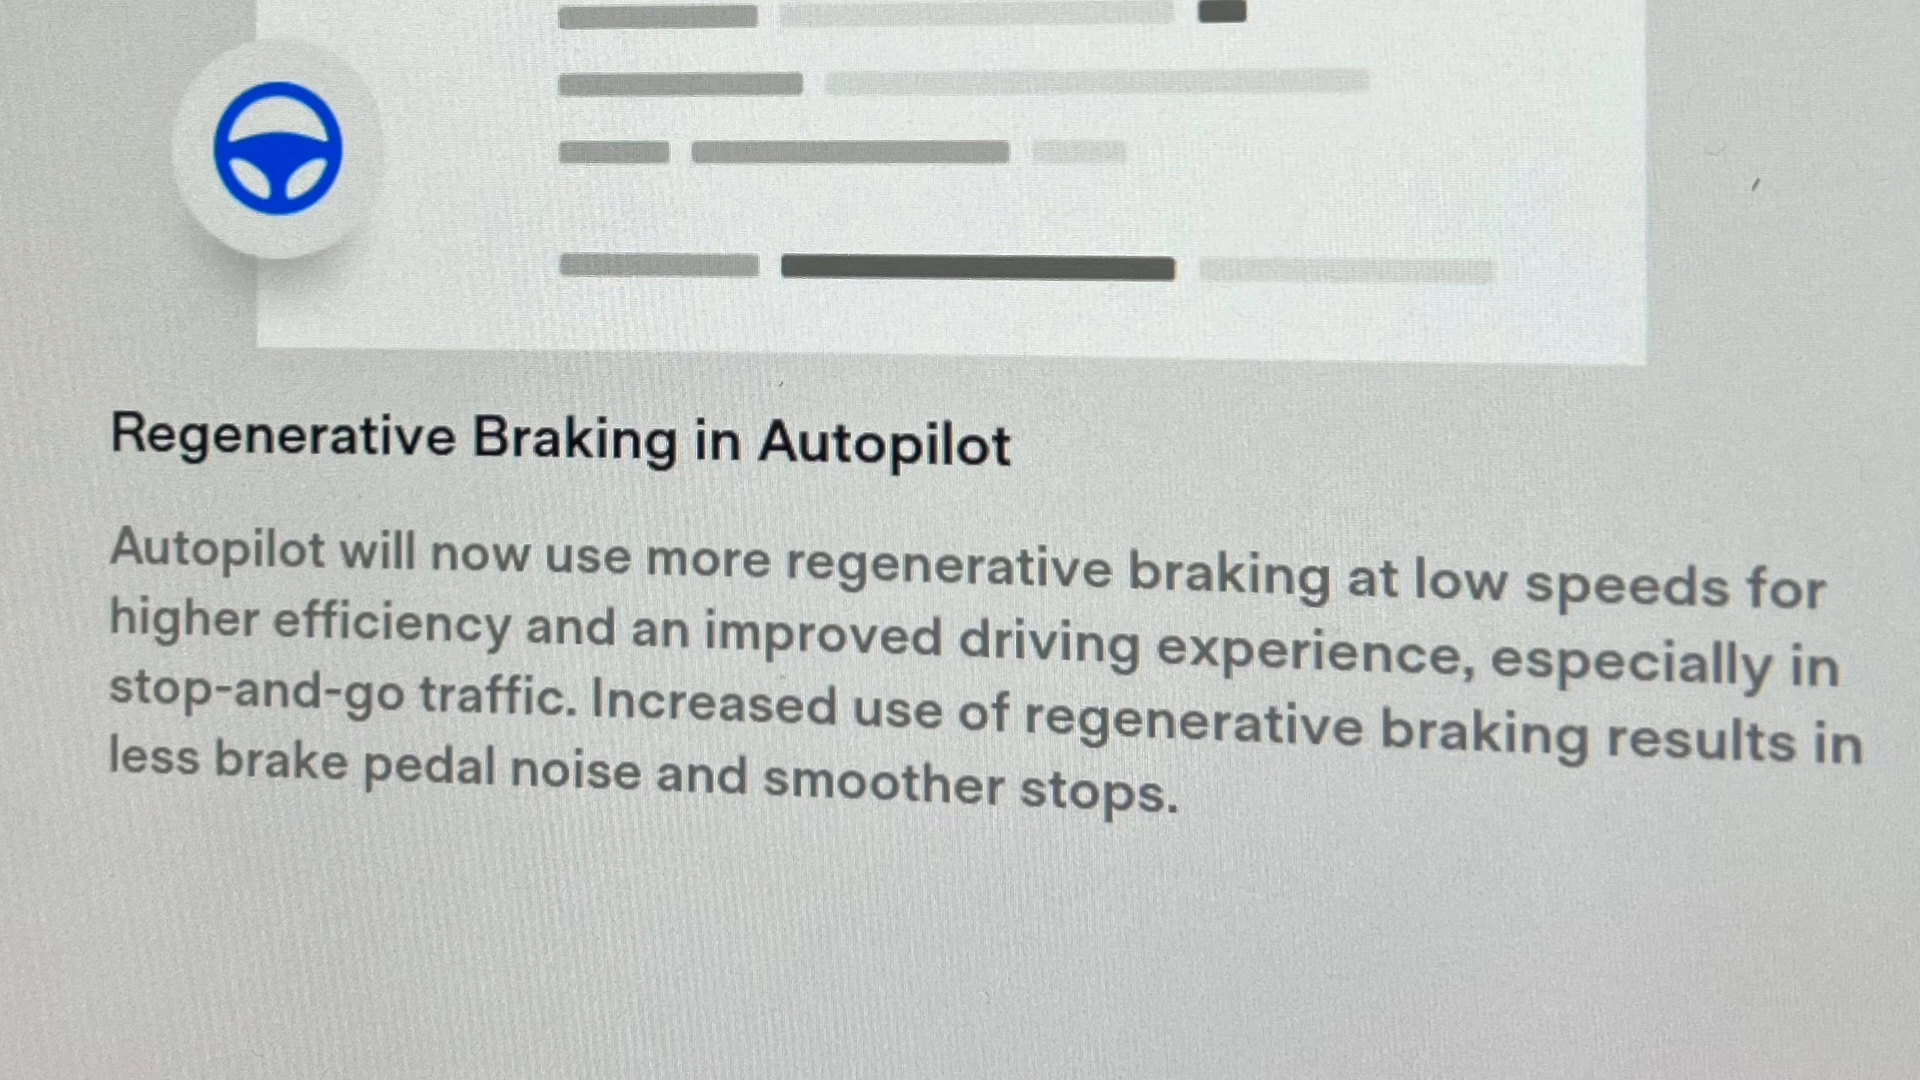 Regenerative Braking in Autopilot
Autopilot will now use more regenerative braking at low speeds for
higher efficiency and an improved driving experience, especially in
stop-and-go traffic. Increased use of regenerative braking results in
less brake pedal noise and smoother stops.